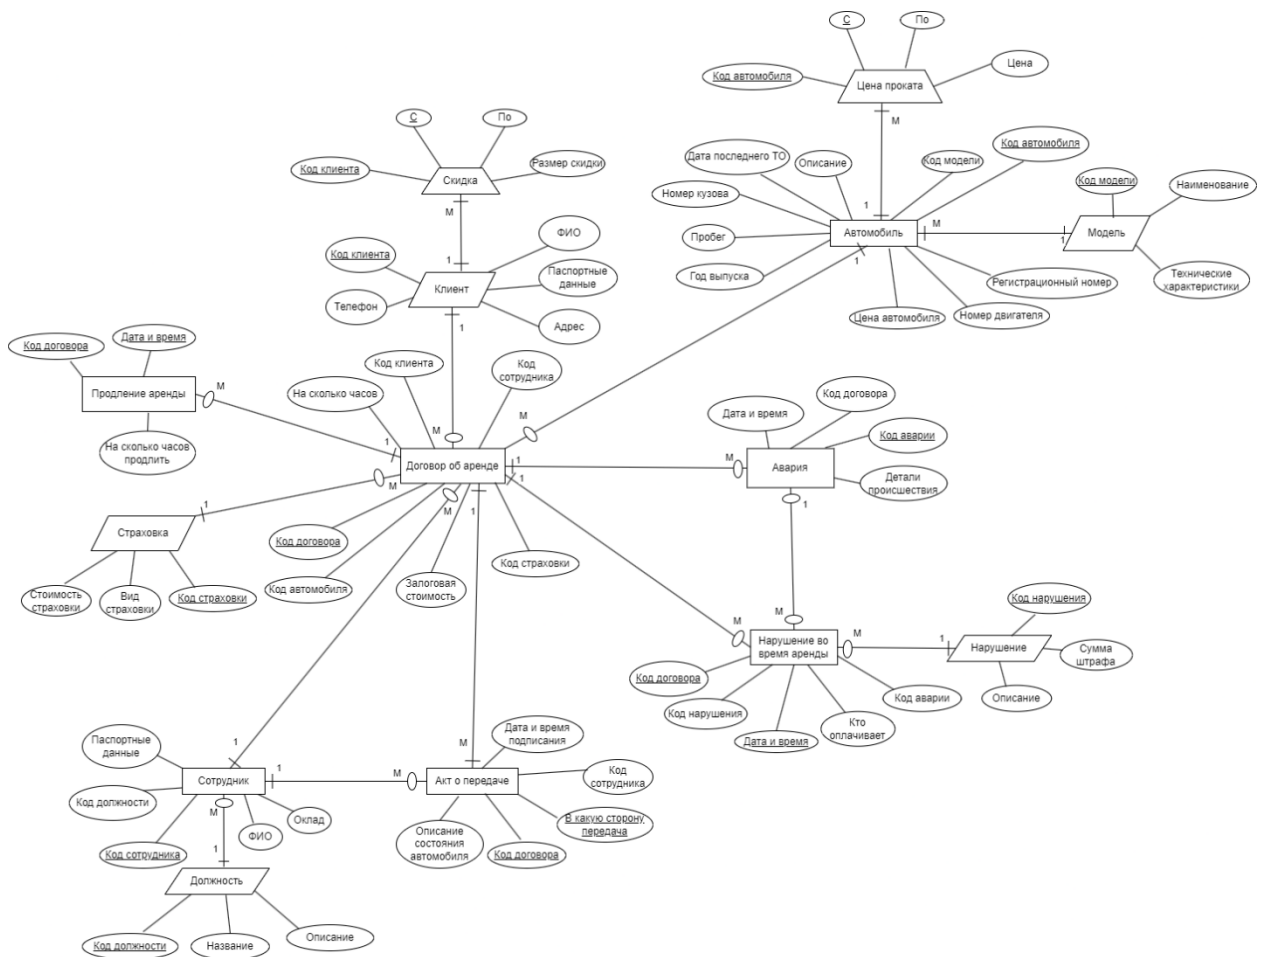 С
По
Цена
Код автомобиля
Цена проката
М
1
С
По
Код клиента
Размер скидки
Скидка
М
1
Дата последнего ТО
Описание
Код модели
Код автомобиля
Номер кузова
Пробег
Год выпуска
Автомобиль
М
1
1
Цена автомобиля
Номер двигателя
Регистрационный номер
Код модели
Наименование
Модель
Технические
характеристики
Код клиента
ФИО
Паспортные
данные
Телефон
Клиент
Адрес
1
М
Код договора
Дата и время
Продление аренды
М
На сколько часов
продлить
1
На сколько часов
Код клиента
Код
сотрудника
М
Договор об аренде
1
1
М
М
1
Код договора
Код автомобиля
Залоговая
стоимость
Код страховки
Страховка
1
Стоимость
страховки
Вид
страховки
Код страховки
Дата и время
Код договора
Код аварии
Авария
М
Детали
происшествия
1
М
М
Нарушение во
время аренды
М
1
Код договора
Код нарушения
Дата и время
Кто
оплачивает
Код аварии
Код нарушения
Нарушение
Сумма
штрафа
Описание
Паспортные
данные
1
Сотрудник
1
М
Код должности
Код сотрудника
ФИО
Оклад
М
1
Должность
Код должности
Название
Описание
М
Дата и время
подписания
Акт о передаче
Код
сотрудника
В какую сторону
передача
Описание
состояния
автомобиля
Код договора